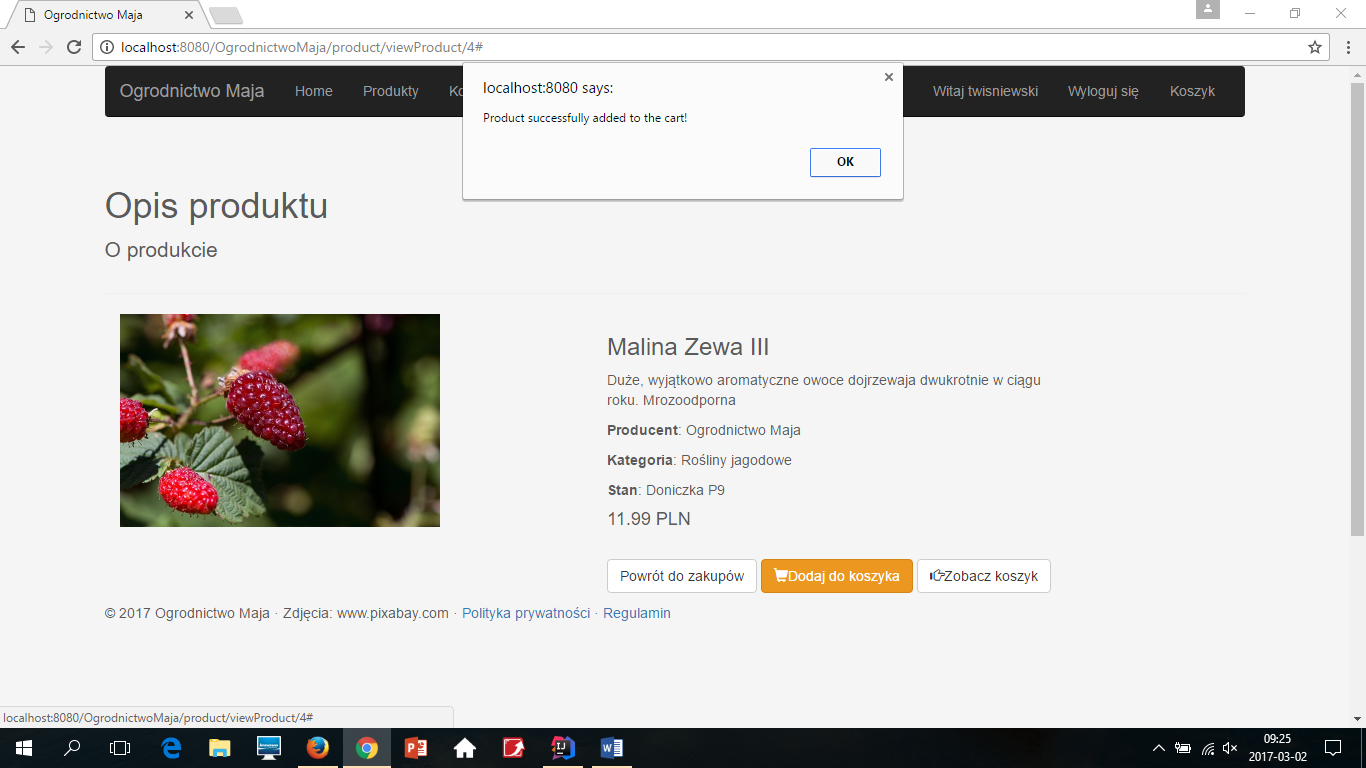 Ogrodnictwo Maja
localhost:8080/OgrodnictwoMaja/product/viewProduct/4#
Ogrodnictwo Maja Home Produkty Ko Witaj twisniewski Wyloguj się Koszyk
localhost:8080 says:
Product successfully added to the cart!
OK
Opis produktu
O produkcie
Malina Zewa III
Duże, wyjątkowo aromatyczne owoce dojrzewaja dwukrotnie w ciągu
roku. Mrozoodporna
Producent: Ogrodnictwo Maja
Kategoria: Rośliny jagodowe
Stan: Doniczka P9
11.99 PLN
Powrót do zakupów Dodaj do koszyka Zobacz koszyk
© 2017 Ogrodnictwo Maja · Zdjęcia: www.pixabay.com · Polityka prywatności · Regulamin
localhost:8080/OgrodnictwoMaja/product/viewProduct/4#
09:25
2017-03-02